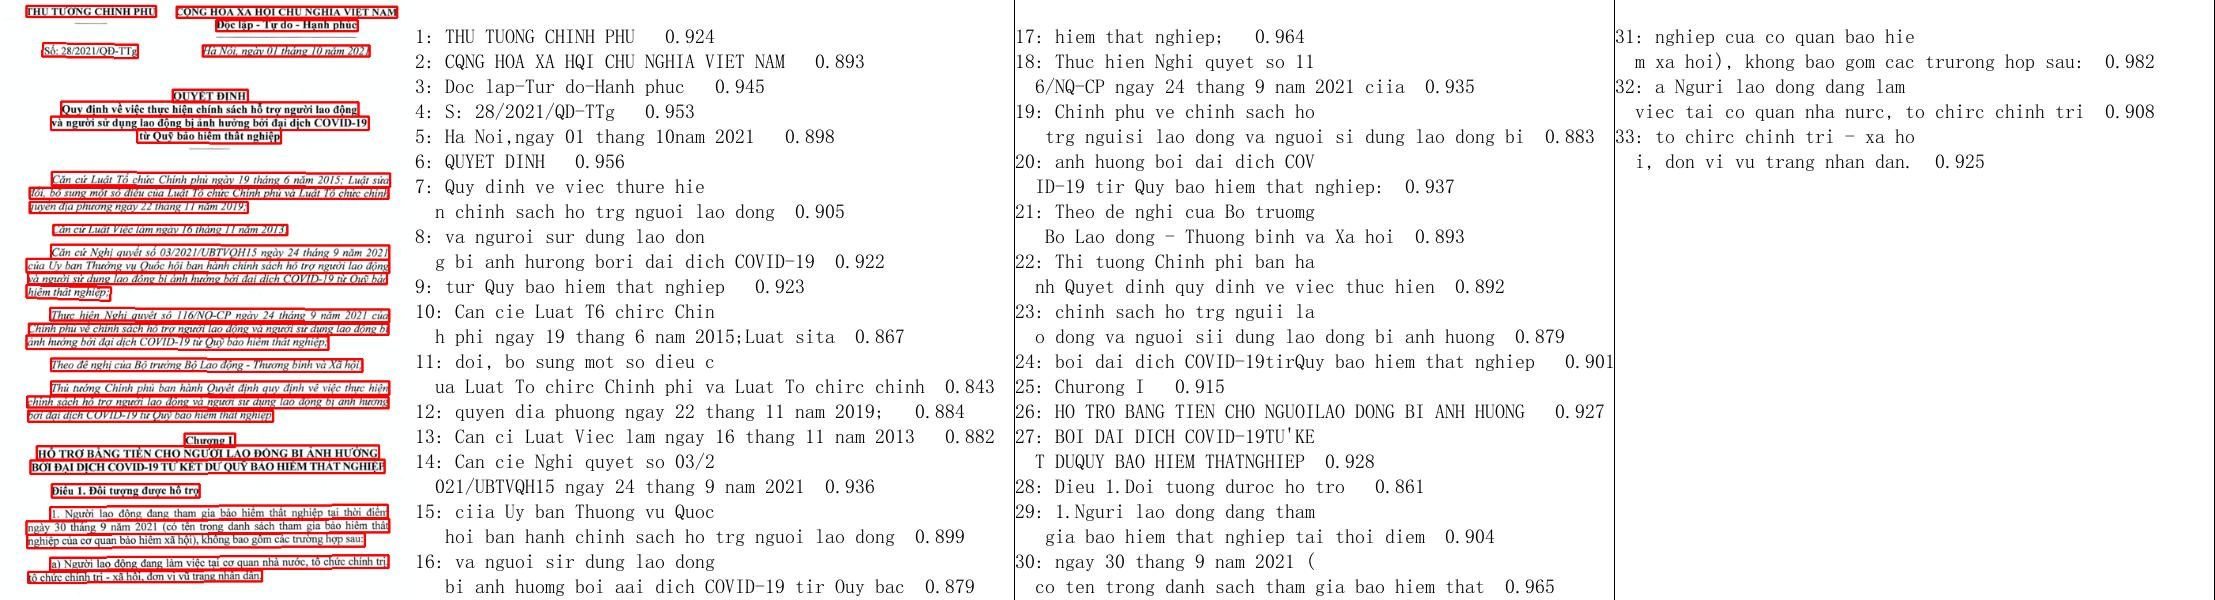 THỦ TƯỚNG CHÍNH PHỦ
CỘNG HÒA XÃ HỘI CHỦ NGHĨA VIỆT NAM
Độc lập - Tự do - Hạnh phúc
Số: 28/2021/QĐ-TTg
Hà Nội, ngày 01 tháng 10 năm 2021
QUYẾT ĐỊNH
Quy định về việc thực hiện chính sách hỗ trợ người lao động
và người sử dụng lao động bị ảnh hưởng bởi đại dịch COVID-19
từ Quỹ bảo hiểm thất nghiệp
Căn cứ Luật Tổ chức Chính phủ ngày 19 tháng 6 năm 2015; Luật sửa
đổi, bổ sung một số điều của Luật Tổ chức Chính phủ và Luật Tổ chức chính
quyền địa phương ngày 22 tháng 11 năm 2019;
Căn cứ Luật Việc làm ngày 16 tháng 11 năm 2013;
Căn cứ Nghị quyết số 03/2021/UBTVQH15 ngày 24 tháng 9 năm 2021
của Ủy ban Thường vụ Quốc hội ban hành chính sách hỗ trợ người lao động
và người sử dụng lao động bị ảnh hưởng bởi đại dịch COVID-19 từ Quỹ bảo
hiểm thất nghiệp;
Thực hiện Nghị quyết số 116/NQ-CP ngày 24 tháng 9 năm 2021 của
Chính phủ về chính sách hỗ trợ người lao động và người sử dụng lao động bị
ảnh hưởng bởi đại dịch COVID-19 từ Quỹ bảo hiểm thất nghiệp;
Theo đề nghị của Bộ trưởng Bộ Lao động - Thương binh và Xã hội;
Thủ tướng Chính phủ ban hành Quyết định quy định về việc thực hiện
chính sách hỗ trợ người lao động và người sử dụng lao động bị ảnh hưởng
bởi đại dịch COVID-19 từ Quỹ bảo hiểm thất nghiệp
Chương I
HỖ TRỢ BẰNG TIỀN CHO NGƯỜI LAO ĐỘNG BỊ ẢNH HƯỞNG
BỞI ĐẠI DỊCH COVID-19 TỪ KẾT DƯ QUỸ BẢO HIỂM THẤT NGHIỆP
Điều 1. Đối tượng được hỗ trợ
1. Người lao động đang tham gia bảo hiểm thất nghiệp tại thời điểm
ngày 30 tháng 9 năm 2021 (có tên trong danh sách tham gia bảo hiểm thất
nghiệp của cơ quan bảo hiểm xã hội), không bao gồm các trường hợp sau:
a) Người lao động đang làm việc tại cơ quan nhà nước, tổ chức chính trị,
tổ chức chính trị - xã hội, đơn vị vũ trang nhân dân.
1: THU TUONG CHINH PHU 0.924
2: CQNG HOA XA HQI CHU NGHIA VIET NAM 0.893
3: Doc lap-Tur do-Hanh phuc 0.945
4: S: 28/2021/QD-TTg 0.953
5: Ha Noi,ngay 01 thang 10nam 2021 0.898
6: QUYET DINH 0.956
7: Quy dinh ve viec thure hie
n chinh sach ho trg nguoi lao dong 0.905
8: va nguroi sur dung lao don
g bi anh hurong bori dai dich COVID-19 0.922
9: tur Quy bao hiem that nghiep 0.923
10: Can cie Luat T6 chirc Chin
h phi ngay 19 thang 6 nam 2015;Luat sita 0.867
11: doi, bo sung mot so dieu c
ua Luat To chirc Chinh phi va Luat To chirc chinh 0.843
12: quyen dia phuong ngay 22 thang 11 nam 2019; 0.884
13: Can ci Luat Viec lam ngay 16 thang 11 nam 2013 0.882
14: Can cie Nghi quyet so 03/2
021/UBTVQH15 ngay 24 thang 9 nam 2021 0.936
15: ciia Uy ban Thuong vu Quoc
hoi ban hanh chinh sach ho trg nguoi lao dong 0.899
16: va nguoi sir dung lao dong
bi anh huomg boi aai dich COVID-19 tir Ouy bac 0.879
17: hiem that nghiep; 0.964
18: Thuc hien Nghi quyet so 11
6/NQ-CP ngay 24 thang 9 nam 2021 ciia 0.935
19: Chinh phu ve chinh sach ho
trg nguisi lao dong va nguoi si dung lao dong bi 0.883
20: anh huong boi dai dich COV
ID-19 tir Quy bao hiem that nghiep: 0.937
21: Theo de nghi cua Bo truomg
Bo Lao dong - Thuong binh va Xa hoi 0.893
22: Thi tuong Chinh phi ban ha
nh Quyet dinh quy dinh ve viec thuc hien 0.892
23: chinh sach ho trg nguii la
o dong va nguoi sii dung lao dong bi anh huong 0.879
24: boi dai dich COVID-19tirQuy bao hiem that nghiep 0.901
25: Churong I 0.915
26: HO TRO BANG TIEN CHO NGUOILAO DONG BI ANH HUONG 0.927
27: BOI DAI DICH COVID-19TU'KE
T DUQUY BAO HIEM THATNGHIEP 0.928
28: Dieu 1.Doi tuong duroc ho tro 0.861
29: 1.Nguri lao dong dang tham
gia bao hiem that nghiep tai thoi diem 0.904
30: ngay 30 thang 9 nam 2021 (
co ten trong danh sach tham gia bao hiem that 0.965
31: nghiep cua co quan bao hie
m xa hoi), khong bao gom cac trurong hop sau: 0.982
32: a Nguri lao dong dang lam
viec tai co quan nha nurc, to chirc chinh tri 0.908
33: to chirc chinh tri - xa ho
i, don vi vu trang nhan dan. 0.925